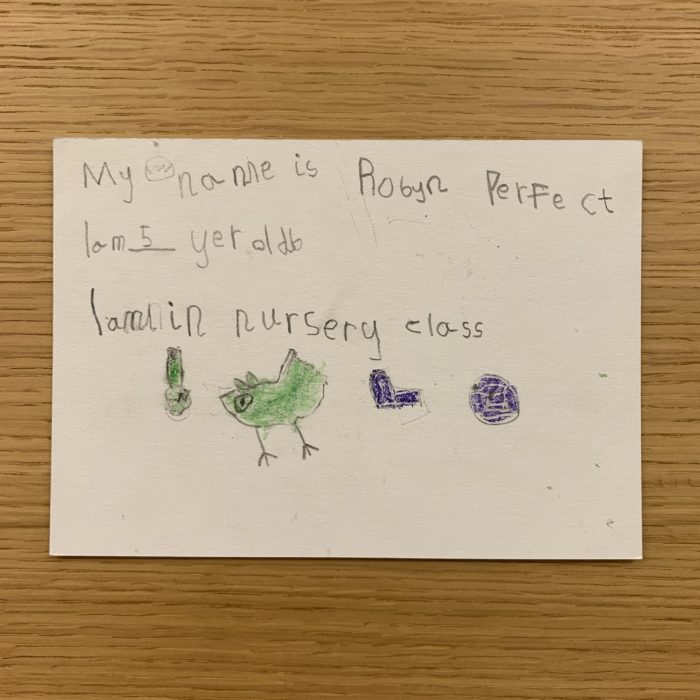 My name is Robyn Perfect
I am 5 yer old
I am in nursery class